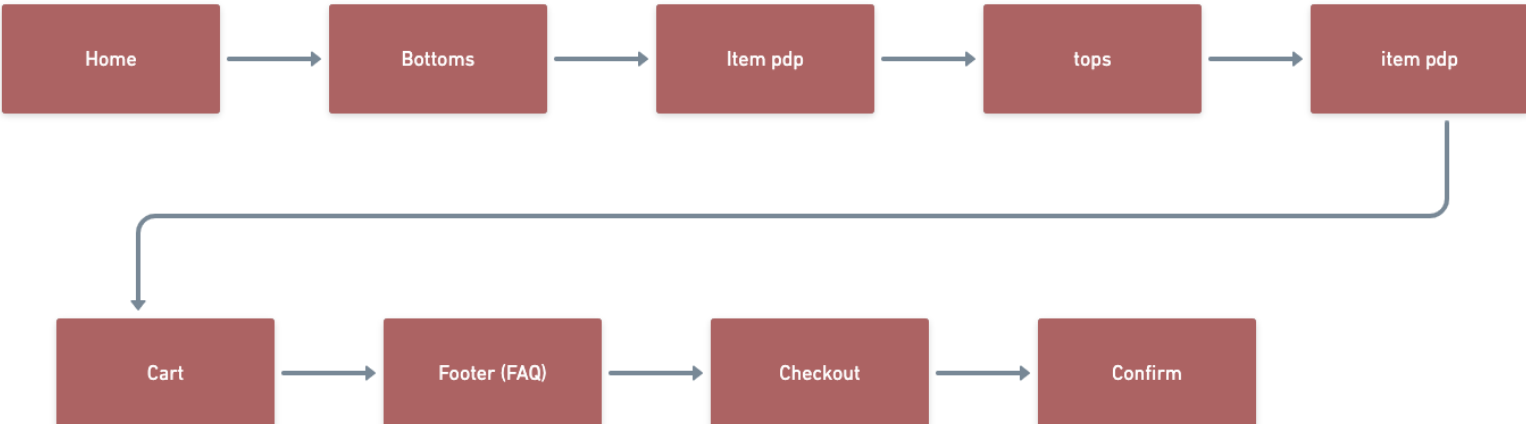 Home
Bottoms
Item pdp
tops
item pdp
Cart
Footer (FAQ)
Checkout
Confirm